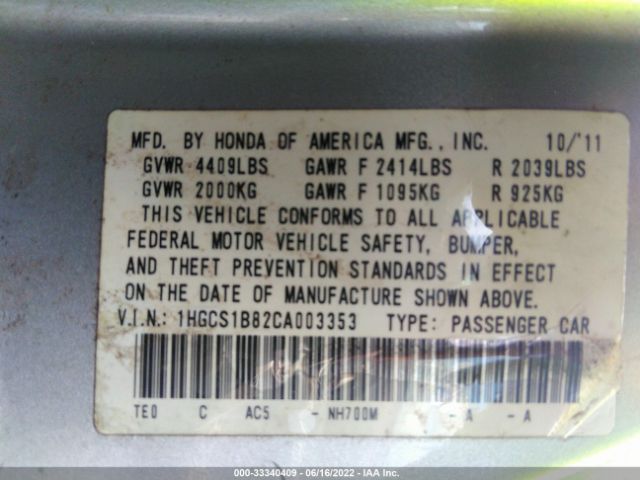 MFD. BY HONDA OF AMERICA MFG., INC. 10/'11
GVWR 4409LBS GAWR F 2414LBS R 2039LBS
GVWR 2000KG GAWR F 1095KG R 925KG
THIS VEHICLE CONFORMS TO ALL APPLICABLE
FEDERAL MOTOR VEHICLE SAFETY, BUMPER,
AND THEFT PREVENTION STANDARDS IN EFFECT
ON THE DATE OF MANUFACTURE SHOWN ABOVE.
V.I.N.: 1HGCS1B82CA003353 TYPE: PASSENGER CAR
TE0 C AC5 - NH700M - A - A
000-33340409 - 06/16/2022 - IAA Inc.